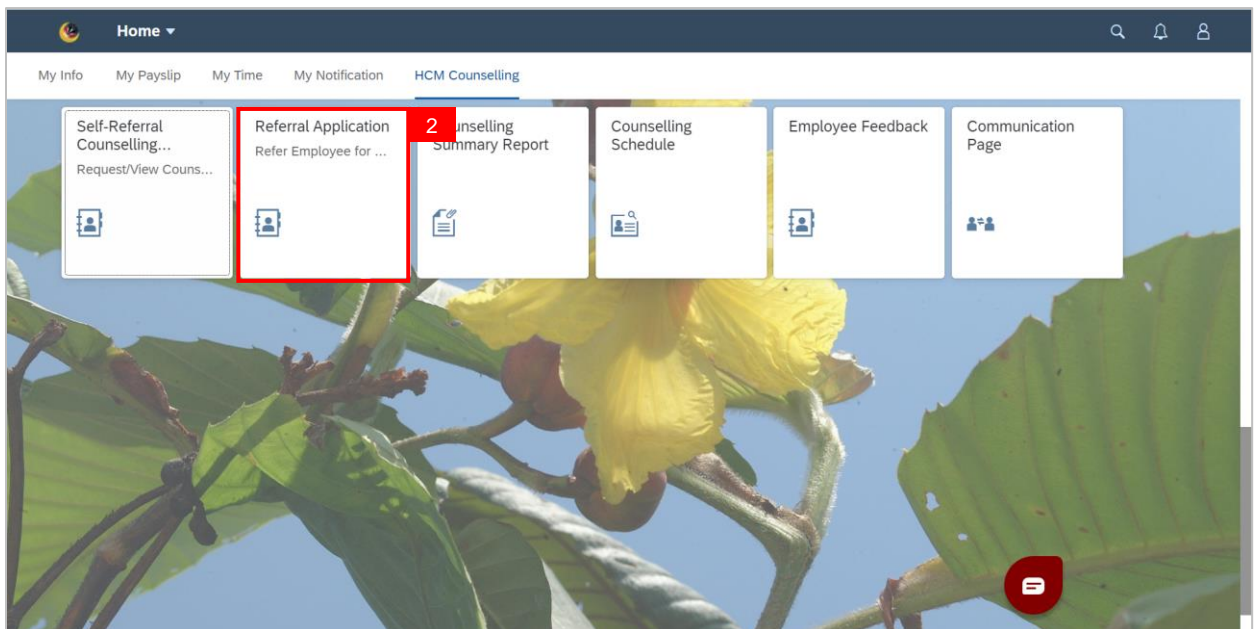 Home
My Info My Payslip My Time My Notification HCM Counselling
Self-Referral
Counselling...
Request/View Couns...
Referral Application
Refer Employee for ...
2
unselling
Summary Report
Counselling
Schedule
Employee Feedback
Communication
Page